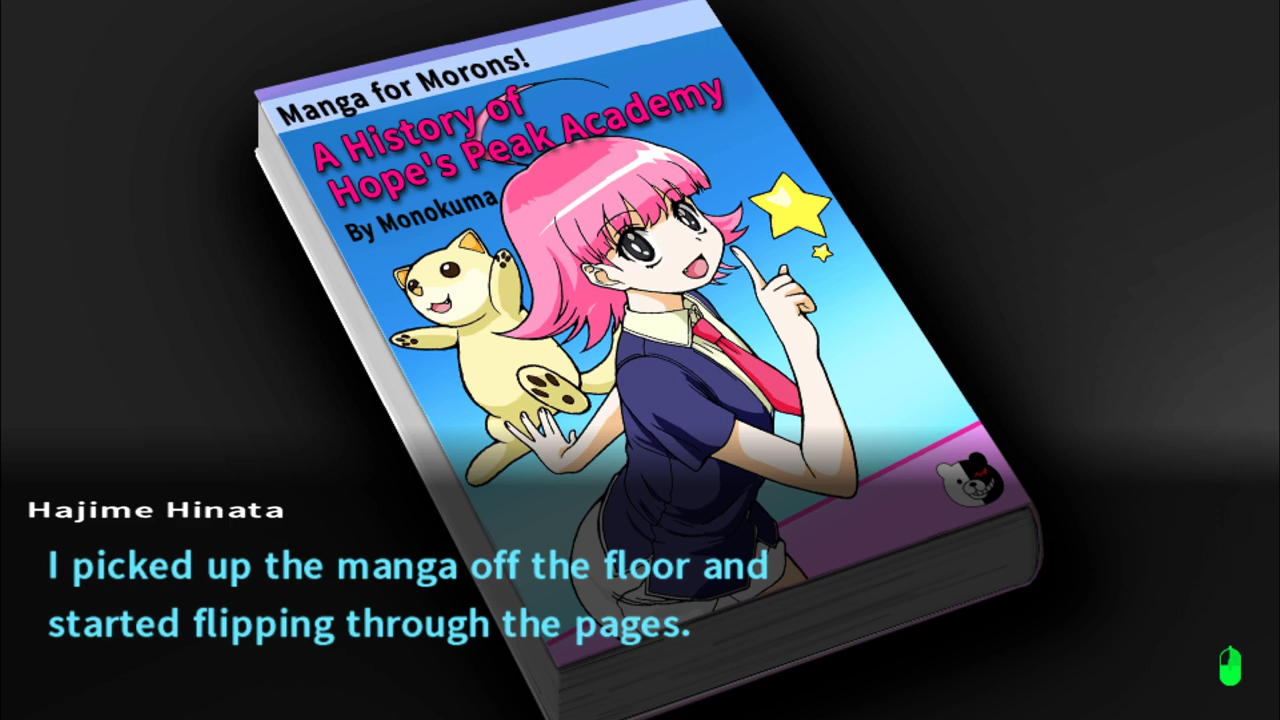 Manga for Morons!
A History of
Hope's Peak Academy
By Monokuma
Hajime Hinata
I picked up the manga off the floor and
started flipping through the pages.